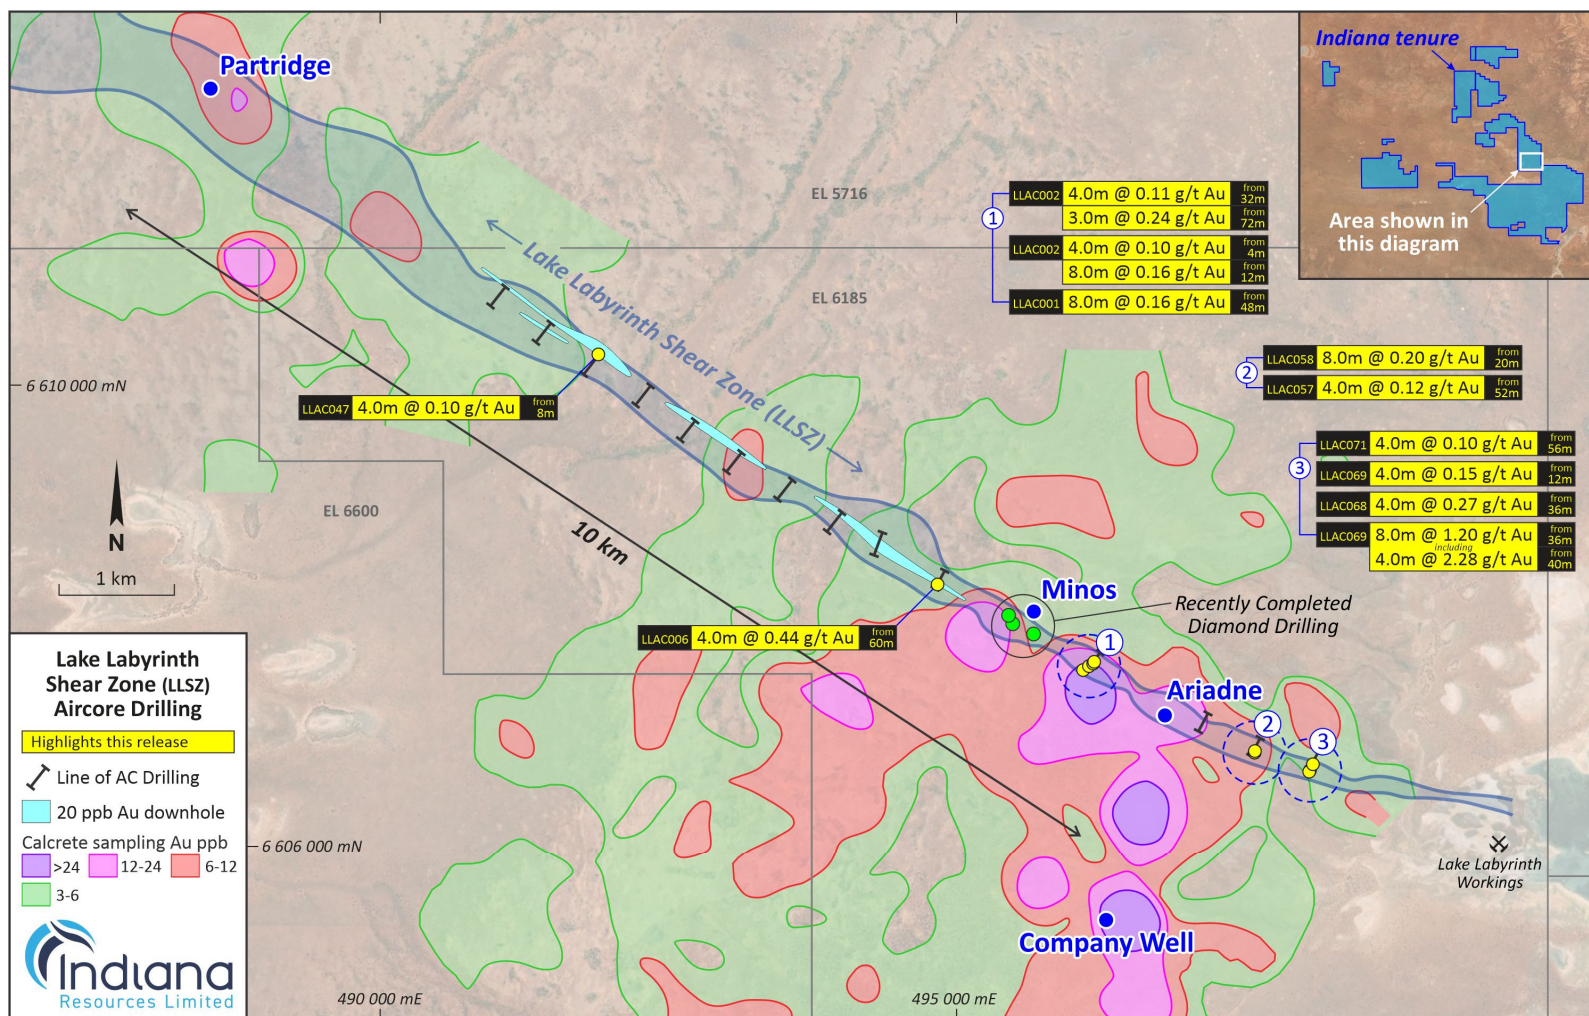 Partridge
Indiana tenure
Area shown in
this diagram
EL 5716
EL 6185
EL 6600
Lake Labyrinth Shear Zone (LLSZ)
1
LLAC002 4.0m @ 0.11 g/t Au from 32m
3.0m @ 0.24 g/t Au from 72m
LLAC002 4.0m @ 0.10 g/t Au from 4m
8.0m @ 0.16 g/t Au from 12m
LLAC001 8.0m @ 0.16 g/t Au from 48m
2
LLAC058 8.0m @ 0.20 g/t Au from 20m
LLAC057 4.0m @ 0.12 g/t Au from 52m
3
LLAC071 4.0m @ 0.10 g/t Au from 56m
LLAC069 4.0m @ 0.15 g/t Au from 12m
LLAC068 4.0m @ 0.27 g/t Au from 36m
LLAC069 8.0m @ 1.20 g/t Au from 36m
including
4.0m @ 2.28 g/t Au from 40m
6 610 000 mN
LLAC047 4.0m @ 0.10 g/t Au from 8m
10 km
N
1 km
LLAC006 4.0m @ 0.44 g/t Au from 60m
Minos
Recently Completed
Diamond Drilling
1
Ariadne
2
3
Lake Labyrinth
Workings
Company Well
6 606 000 mN
490 000 mE
495 000 mE
Lake Labyrinth
Shear Zone (LLSZ)
Aircore Drilling
Highlights this release
Line of AC Drilling
20 ppb Au downhole
Calcrete sampling Au ppb
>24 12-24 6-12
3-6
Indiana
Resources Limited